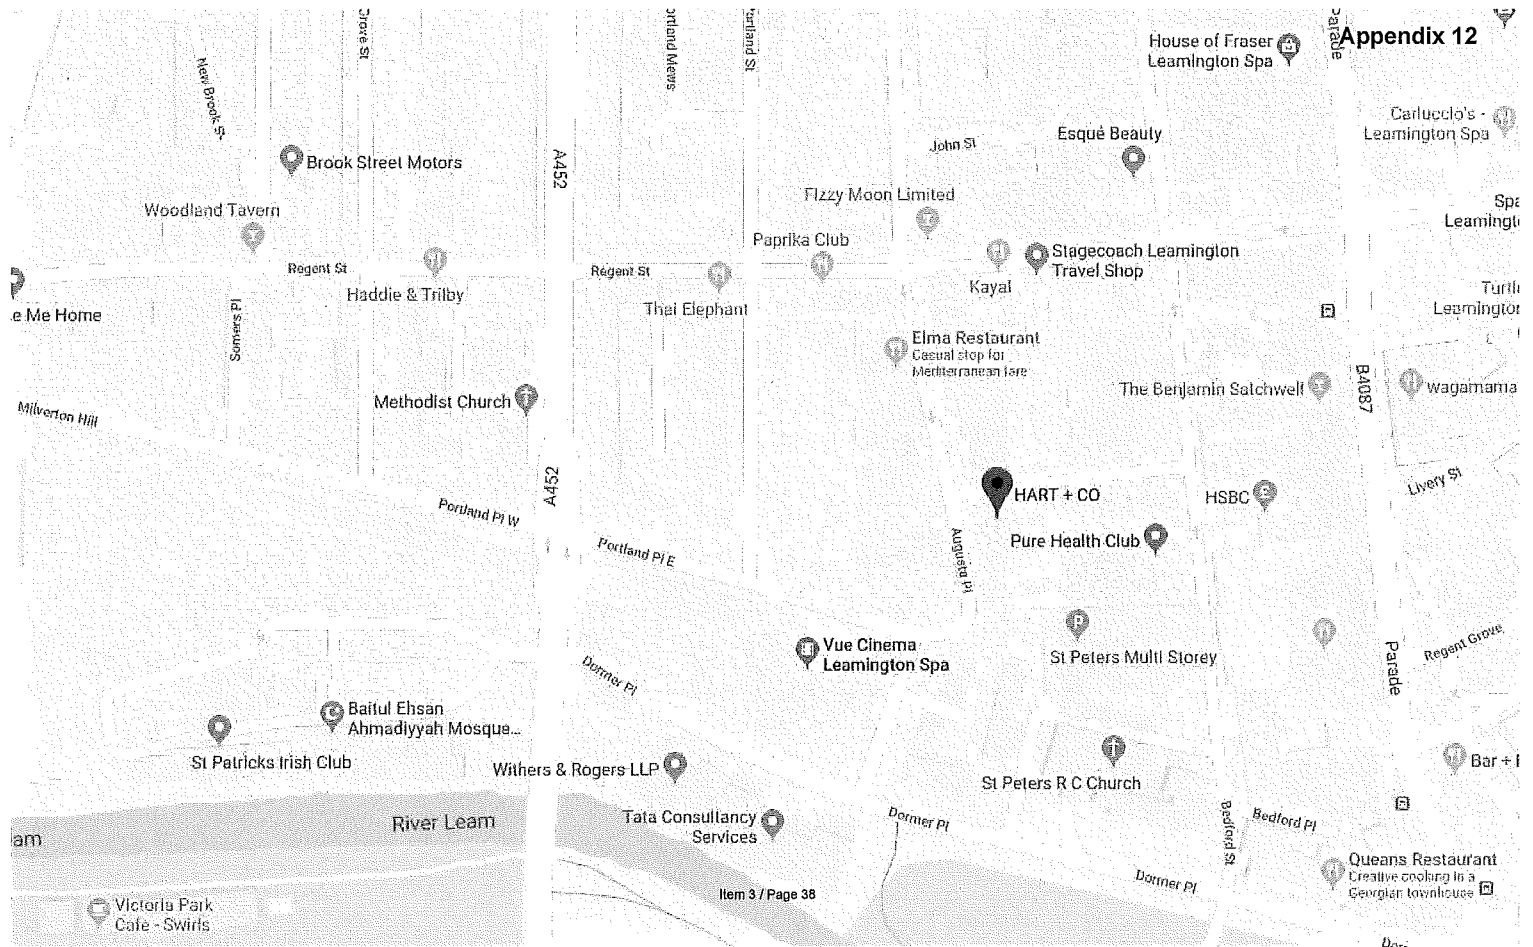 Appendix 12
Grove St
Portland St
Parade
House of Fraser
Leamington Spa
New Brook St
Carluccio's -
Leamington Spa
Brook Street Motors
A452
John St
Esquè Beauty
Woodland Tavern
Fizzy Moon Limited
Spa
Paprika Club
Regent St
Haddie & Trilby
Regent St
Thai Elephant
Stagecoach Leamington
Travel Shop
Kayal
e Me Home
Somers Pl
Elma Restaurant
Casual stop for
Mediterranean fare
Methodist Church
Milverton Hill
The Benjamin Satchwell
B4087
wagamama
A452
Portland Pl W
HART + CO
HSBC
Livery St
Pure Health Club
Portland Pl E
Augusta Pl
Vue Cinema
Leamington Spa
St Peters Multi Storey
Parade
Regent Grove
Dormer Pl
Baitul Ehsan
Ahmadiyyah Mosque...
St Patricks Irish Club
Withers & Rogers LLP
St Peters R C Church
Bar +
River Leam
am
Tata Consultancy
Services
Dormer Pl
Bedford St
Bedford Pl
Queans Restaurant
Creative cooking in a
Georgian townhouse
Dormer Pl
Item 3 / Page 38
Victoria Park
Cafe - Swirls